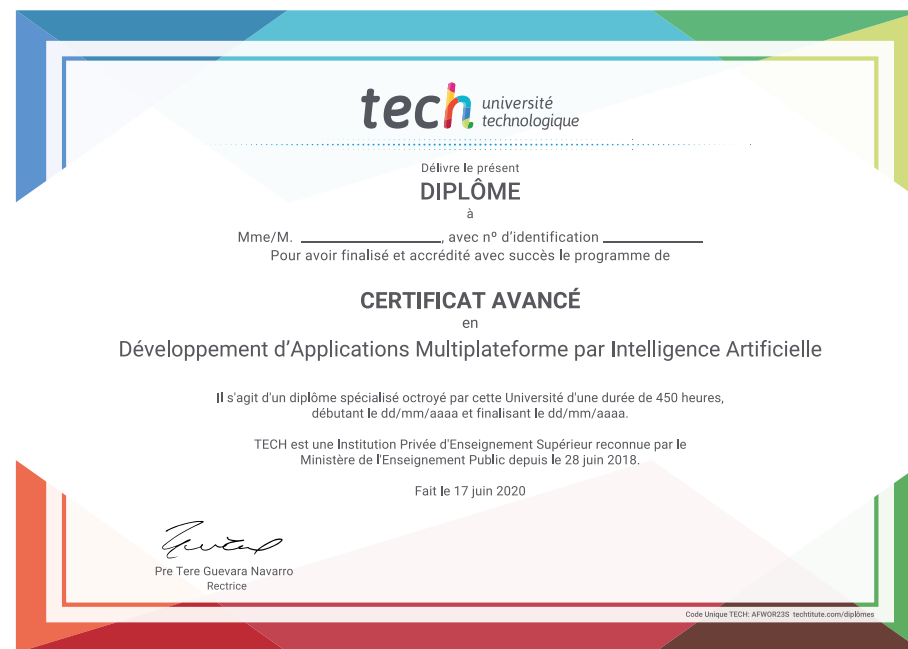 tech université
technologique
Délivre le présent
DIPLÔME
à
Mme/M. ____________________, avec nº d'identification ______________
Pour avoir finalisé et accrédité avec succès le programme de
CERTIFICAT AVANCÉ
en
Développement d'Applications Multiplateforme par Intelligence Artificielle
Il s'agit d'un diplôme spécialisé octroyé par cette Université d'une durée de 450 heures,
débutant le dd/mm/aaaa et finalisant le dd/mm/aaaa.
TECH est une Institution Privée d'Enseignement Supérieur reconnue par le
Ministère de l'Enseignement Public depuis le 28 juin 2018.
Fait le 17 juin 2020
Pre Tere Guevara Navarro
Rectrice
Code Unique TECH: AFWOR23S techtitute.com/diplômes